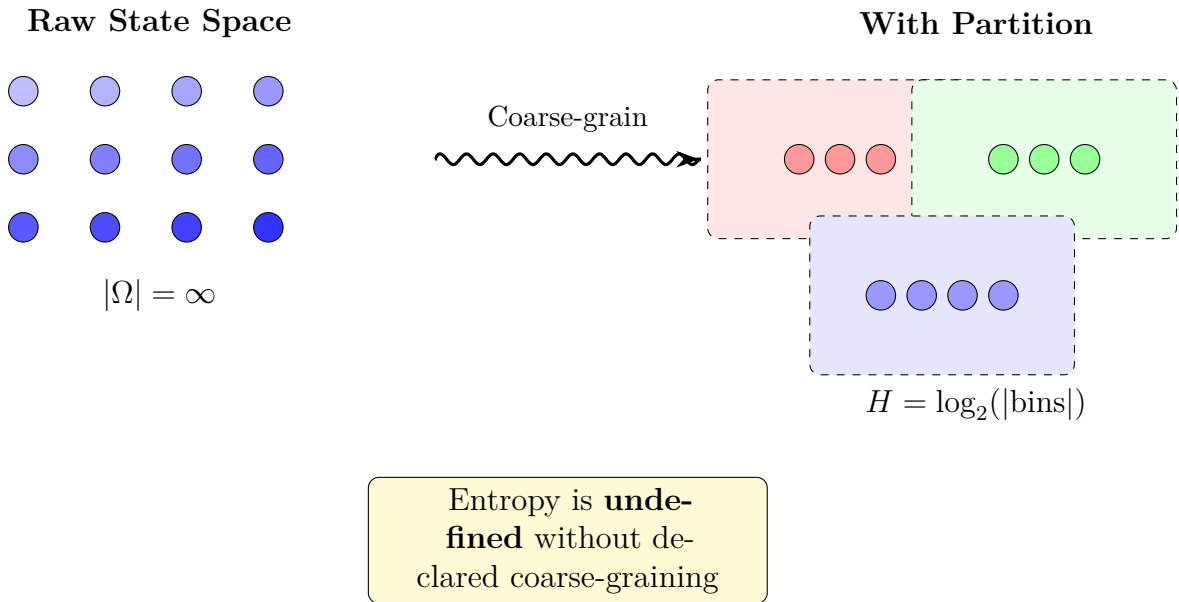 Raw State Space
With Partition
Coarse-grain
|Ω| = ∞
H = log₂(|bins|)
Entropy is unde-
fined without de-
clared coarse-graining